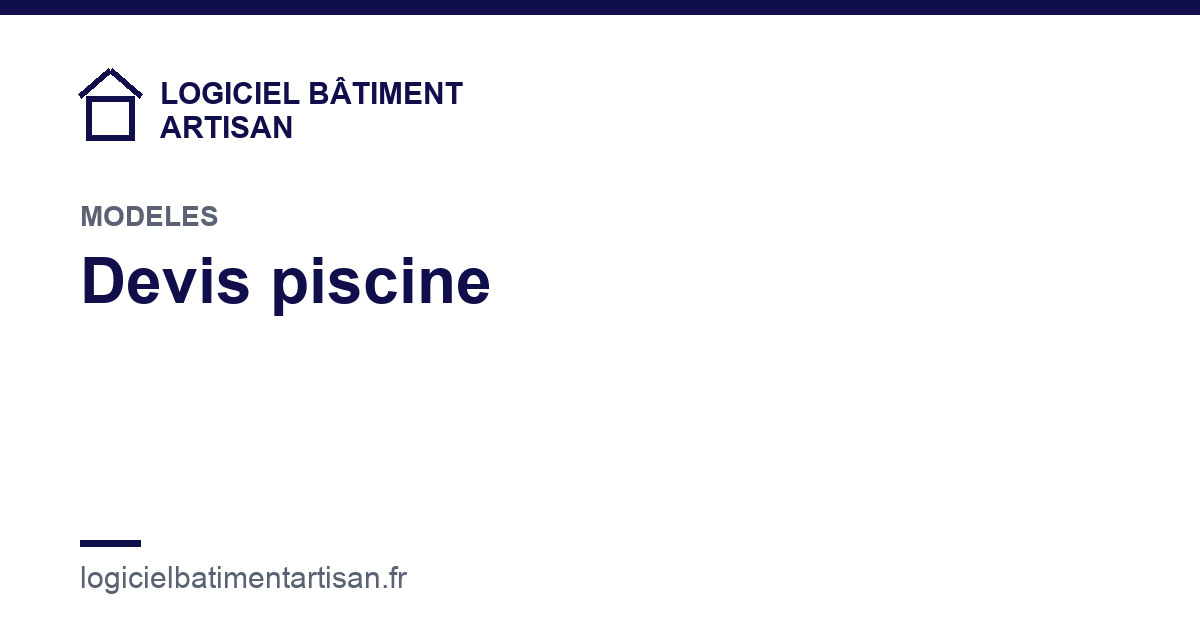 LOGICIEL BÂTIMENT
ARTISAN
MODELES
Devis piscine
logicielbatimentartisan.fr